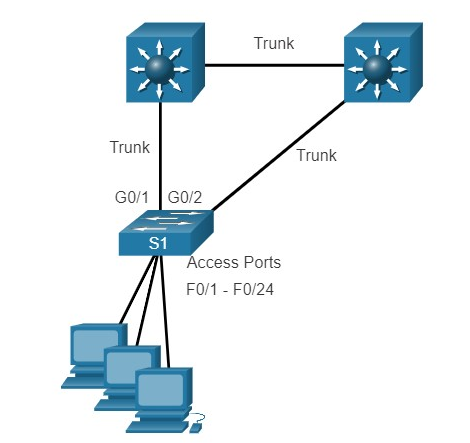 Trunk
Trunk
Trunk
G0/1 G0/2
S1
Access Ports
F0/1 - F0/24